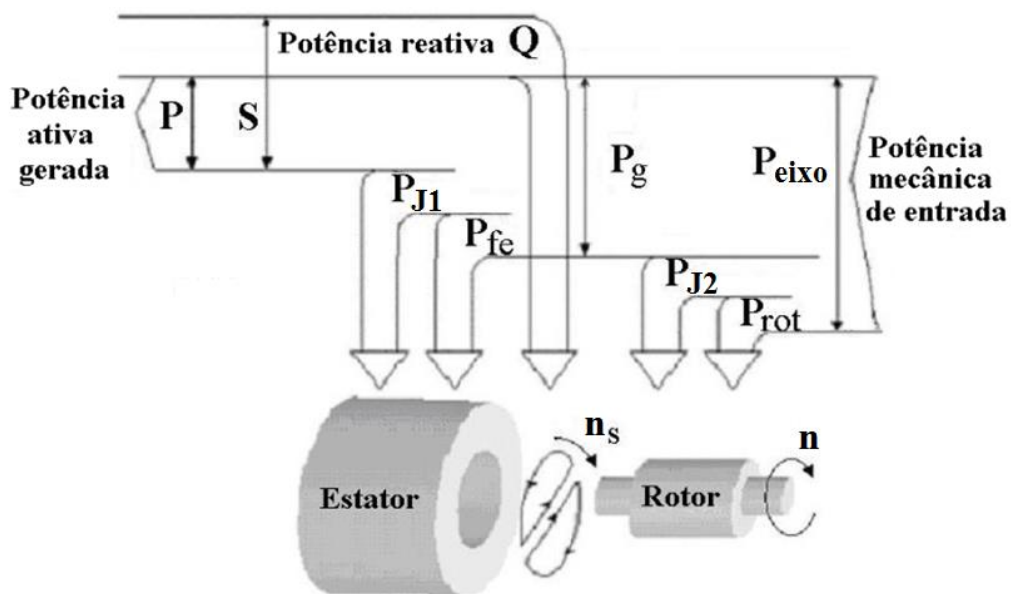 Potência reativa Q
Potência
ativa
gerada
P
S
P_g
P_eixo
Potência
mecânica
de entrada
P_J1
P_fe
P_J2
P_rot
n_s
n
Estator
Rotor